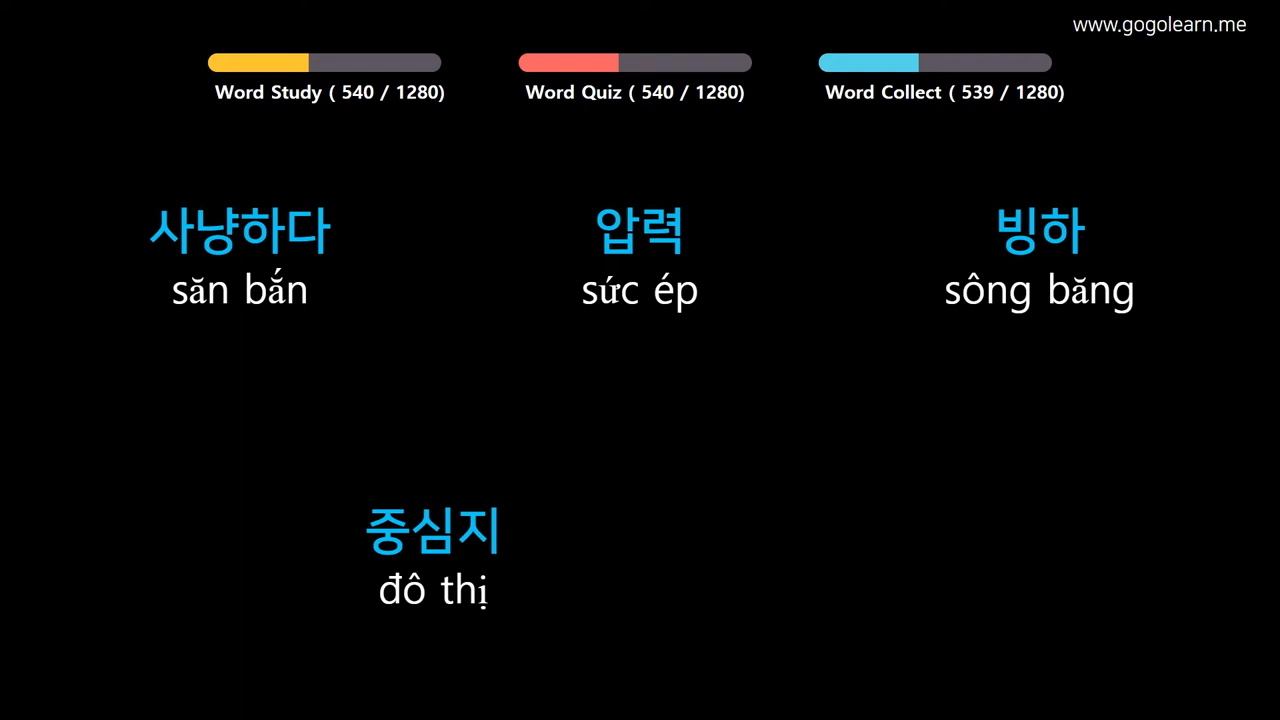 www.gogolearn.me
Word Study ( 540 / 1280)
Word Quiz ( 540 / 1280)
Word Collect ( 539 / 1280)
사냥하다
săn bắn
압력
sức ép
빙하
sông băng
중심지
đô thị